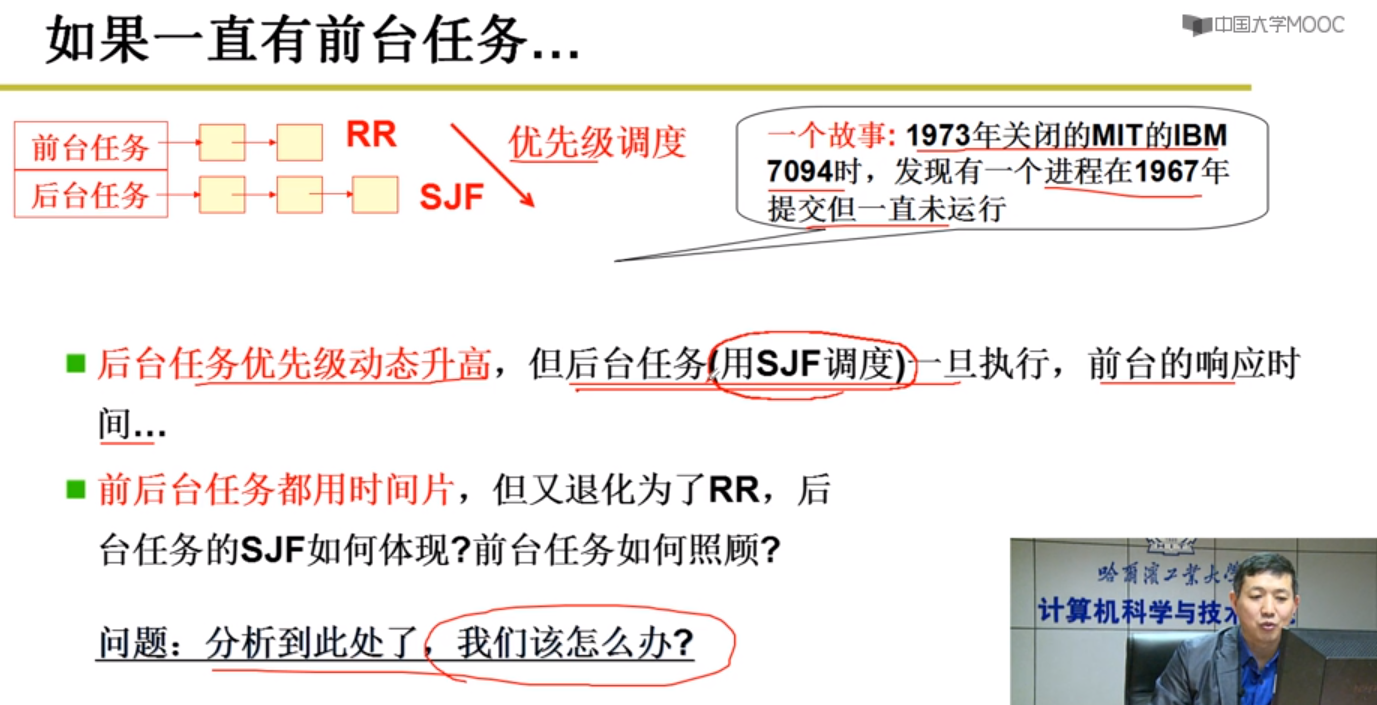 如果一直有前台任务...
中国大学MOOC
前台任务
RR
后台任务
SJF
优先级调度
一个故事: 1973年关闭的MIT的IBM
7094时，发现有一个进程在1967年
提交但一直未运行
后台任务优先级动态升高，但后台任务(用SJF调度)一旦执行，前台的响应时
间...
前后台任务都用时间片，但又退化为了RR，后
台任务的SJF如何体现?前台任务如何照顾?
问题：分析到此处了，我们该怎么办?
哈爾濱工業大學
计算机科学与技